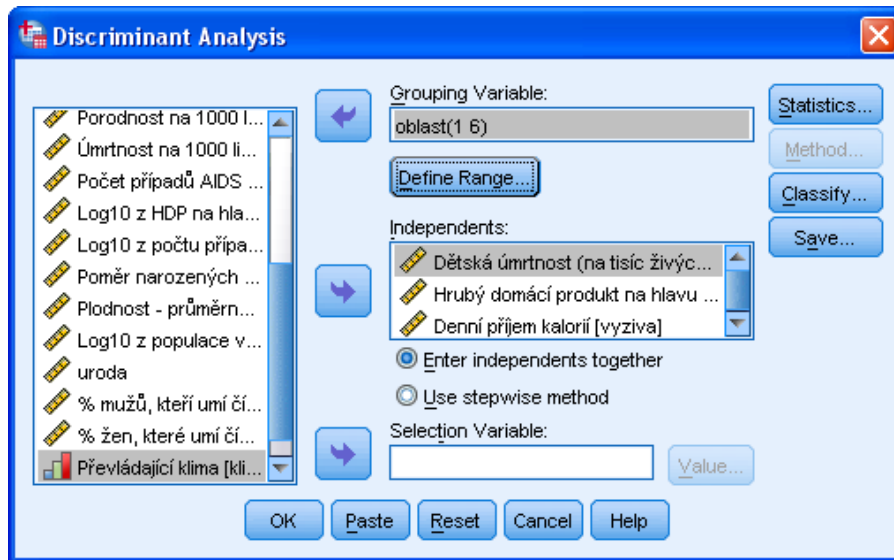 Discriminant Analysis
Porodnost na 1000 l...
Úmrtnost na 1000 li...
Počet případů AIDS ...
Log10 z HDP na hla...
Log10 z počtu přípa...
Poměr narozených ...
Plodnost - průměrn...
Log10 z populace v...
uroda
% mužů, kteří umí čí...
% žen, které umí čí...
Převládající klima [kli...
Grouping Variable:
oblast(1 6)
Define Range...
Independents:
Dětská úmrtnost (na tisíc živýc...
Hrubý domácí produkt na hlavu ...
Denní příjem kalorií [vyziva]
Enter independents together
Use stepwise method
Selection Variable:
Value...
Statistics...
Method...
Classify...
Save...
OK
Paste
Reset
Cancel
Help